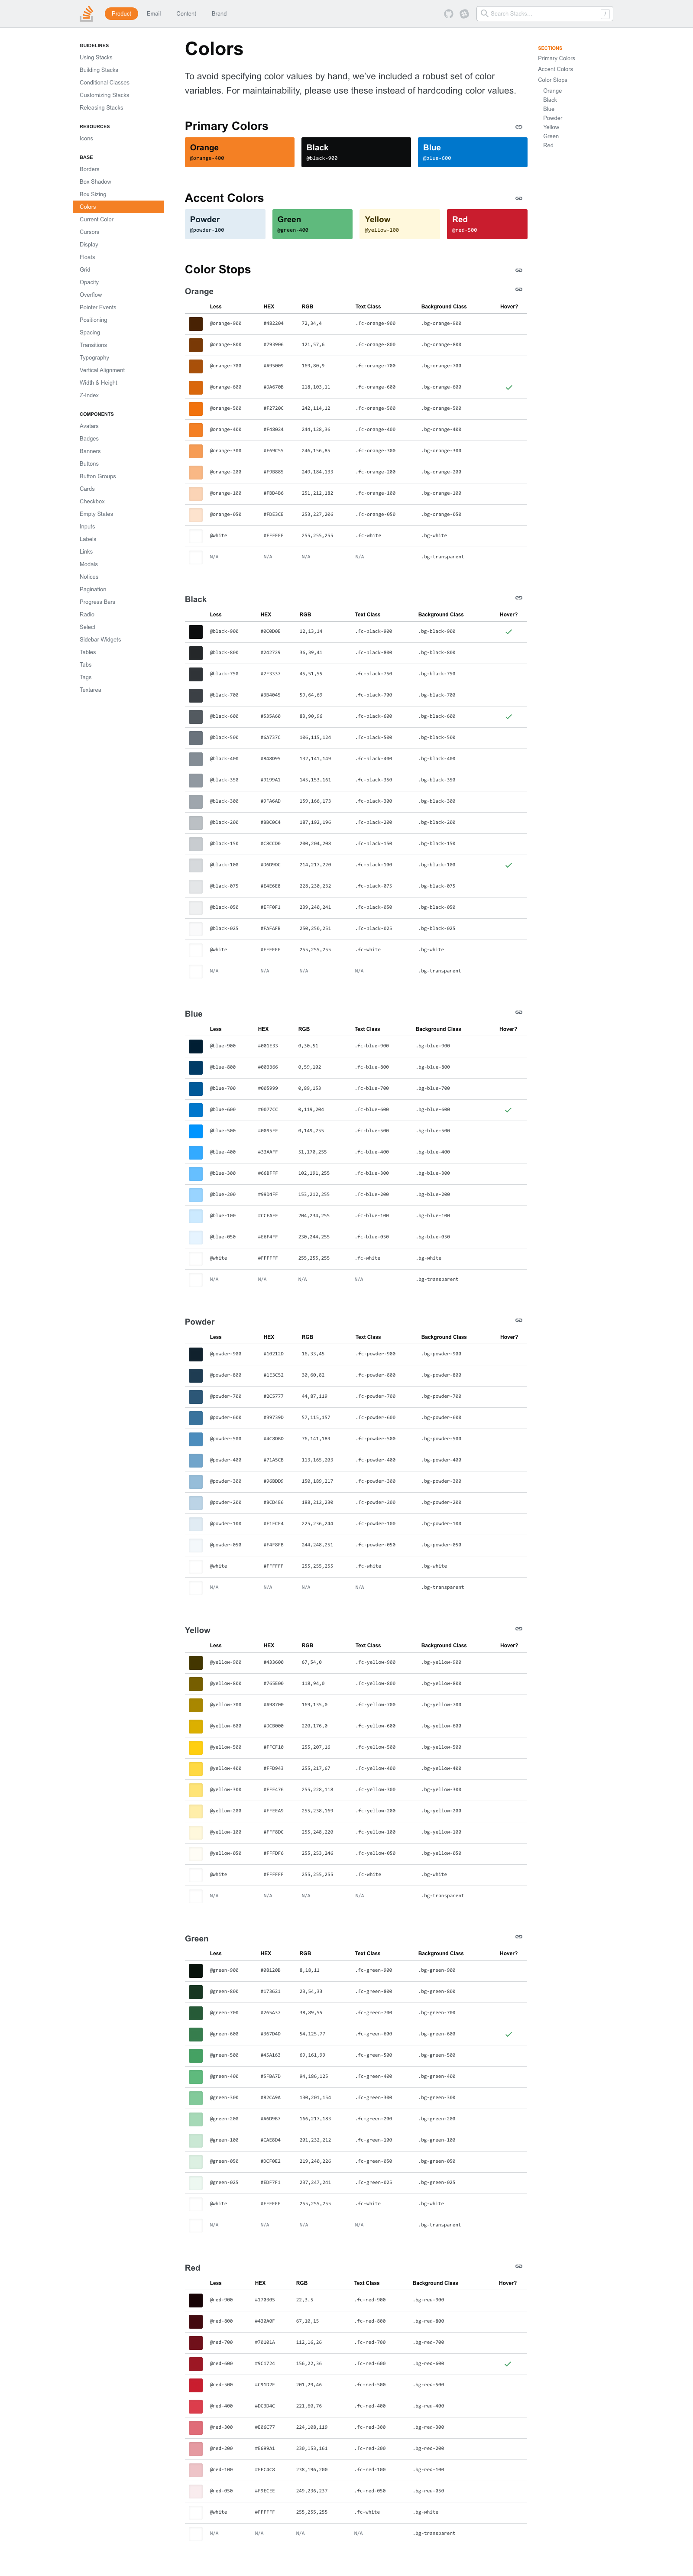 Product
Email
Content
Brand
Search Stacks…
/
GUIDELINES
Using Stacks
Building Stacks
Conditional Classes
Customizing Stacks
Releasing Stacks
RESOURCES
Icons
BASE
Borders
Box Shadow
Box Sizing
Colors
Current Color
Cursors
Display
Floats
Grid
Opacity
Overflow
Pointer Events
Positioning
Spacing
Transitions
Typography
Vertical Alignment
Width & Height
Z-Index
COMPONENTS
Avatars
Badges
Banners
Buttons
Button Groups
Cards
Checkbox
Empty States
Inputs
Labels
Links
Modals
Notices
Pagination
Progress Bars
Radio
Select
Sidebar Widgets
Tables
Tabs
Tags
Textarea
Colors
To avoid specifying color values by hand, we've included a robust set of color
variables. For maintainability, please use these instead of hardcoding color values.
Primary Colors
Orange
@orange-400
Black
@black-900
Blue
@blue-600
Accent Colors
Powder
@powder-100
Green
@green-400
Yellow
@yellow-100
Red
@red-500
Color Stops
Orange
Less HEX RGB Text Class Background Class Hover?
@orange-900 #482204 72,34,4 .fc-orange-900 .bg-orange-900
@orange-800 #793906 121,57,6 .fc-orange-800 .bg-orange-800
@orange-700 #A95009 169,80,9 .fc-orange-700 .bg-orange-700
@orange-600 #DA670B 218,103,11 .fc-orange-600 .bg-orange-600
@orange-500 #F2720C 242,114,12 .fc-orange-500 .bg-orange-500
@orange-400 #F48024 244,128,36 .fc-orange-400 .bg-orange-400
@orange-300 #F69C55 246,156,85 .fc-orange-300 .bg-orange-300
@orange-200 #F9B885 249,184,133 .fc-orange-200 .bg-orange-200
@orange-100 #FBD4B6 251,212,182 .fc-orange-100 .bg-orange-100
@orange-050 #FDE3CE 253,227,206 .fc-orange-050 .bg-orange-050
@white #FFFFFF 255,255,255 .fc-white .bg-white
N/A N/A N/A N/A .bg-transparent
Black
Less HEX RGB Text Class Background Class Hover?
@black-900 #0C0D0E 12,13,14 .fc-black-900 .bg-black-900
@black-800 #242729 36,39,41 .fc-black-800 .bg-black-800
@black-750 #2F3337 45,51,55 .fc-black-750 .bg-black-750
@black-700 #3B4045 59,64,69 .fc-black-700 .bg-black-700
@black-600 #535A60 83,90,96 .fc-black-600 .bg-black-600
@black-500 #6A737C 106,115,124 .fc-black-500 .bg-black-500
@black-400 #848D95 132,141,149 .fc-black-400 .bg-black-400
@black-350 #9199A1 145,153,161 .fc-black-350 .bg-black-350
@black-300 #9FA6AD 159,166,173 .fc-black-300 .bg-black-300
@black-200 #BBC0C4 187,192,196 .fc-black-200 .bg-black-200
@black-150 #C8CCD0 200,204,208 .fc-black-150 .bg-black-150
@black-100 #D6D9DC 214,217,220 .fc-black-100 .bg-black-100
@black-075 #E4E6E8 228,230,232 .fc-black-075 .bg-black-075
@black-050 #EFF0F1 239,240,241 .fc-black-050 .bg-black-050
@black-025 #FAFAFB 250,250,251 .fc-black-025 .bg-black-025
@white #FFFFFF 255,255,255 .fc-white .bg-white
N/A N/A N/A N/A .bg-transparent
Blue
Less HEX RGB Text Class Background Class Hover?
@blue-900 #001E33 0,30,51 .fc-blue-900 .bg-blue-900
@blue-800 #003B66 0,59,102 .fc-blue-800 .bg-blue-800
@blue-700 #005999 0,89,153 .fc-blue-700 .bg-blue-700
@blue-600 #0077CC 0,119,204 .fc-blue-600 .bg-blue-600
@blue-500 #0095FF 0,149,255 .fc-blue-500 .bg-blue-500
@blue-400 #33AAFF 51,170,255 .fc-blue-400 .bg-blue-400
@blue-300 #66BFFF 102,191,255 .fc-blue-300 .bg-blue-300
@blue-200 #99D4FF 153,212,255 .fc-blue-200 .bg-blue-200
@blue-100 #CCEAFF 204,234,255 .fc-blue-100 .bg-blue-100
@blue-050 #E6F4FF 230,244,255 .fc-blue-050 .bg-blue-050
@white #FFFFFF 255,255,255 .fc-white .bg-white
N/A N/A N/A N/A .bg-transparent
Powder
Less HEX RGB Text Class Background Class Hover?
@powder-900 #10212D 16,33,45 .fc-powder-900 .bg-powder-900
@powder-800 #1E3C52 30,60,82 .fc-powder-800 .bg-powder-800
@powder-700 #2C5777 44,87,119 .fc-powder-700 .bg-powder-700
@powder-600 #39739D 57,115,157 .fc-powder-600 .bg-powder-600
@powder-500 #4C8DBD 76,141,189 .fc-powder-500 .bg-powder-500
@powder-400 #71A5CB 113,165,203 .fc-powder-400 .bg-powder-400
@powder-300 #96BDD9 150,189,217 .fc-powder-300 .bg-powder-300
@powder-200 #BCD4E6 188,212,230 .fc-powder-200 .bg-powder-200
@powder-100 #E1ECF4 225,236,244 .fc-powder-100 .bg-powder-100
@powder-050 #F4F8FB 244,248,251 .fc-powder-050 .bg-powder-050
@white #FFFFFF 255,255,255 .fc-white .bg-white
N/A N/A N/A N/A .bg-transparent
Yellow
Less HEX RGB Text Class Background Class Hover?
@yellow-900 #433600 67,54,0 .fc-yellow-900 .bg-yellow-900
@yellow-800 #765E00 118,94,0 .fc-yellow-800 .bg-yellow-800
@yellow-700 #A98700 169,135,0 .fc-yellow-700 .bg-yellow-700
@yellow-600 #DCB000 220,176,0 .fc-yellow-600 .bg-yellow-600
@yellow-500 #FFCF10 255,207,16 .fc-yellow-500 .bg-yellow-500
@yellow-400 #FFD943 255,217,67 .fc-yellow-400 .bg-yellow-400
@yellow-300 #FFE476 255,228,118 .fc-yellow-300 .bg-yellow-300
@yellow-200 #FFEEA9 255,238,169 .fc-yellow-200 .bg-yellow-200
@yellow-100 #FFF8DC 255,248,220 .fc-yellow-100 .bg-yellow-100
@yellow-050 #FFFDF6 255,253,246 .fc-yellow-050 .bg-yellow-050
@white #FFFFFF 255,255,255 .fc-white .bg-white
N/A N/A N/A N/A .bg-transparent
Green
Less HEX RGB Text Class Background Class Hover?
@green-900 #08120B 8,18,11 .fc-green-900 .bg-green-900
@green-800 #173621 23,54,33 .fc-green-800 .bg-green-800
@green-700 #265A37 38,89,55 .fc-green-700 .bg-green-700
@green-600 #367D4D 54,125,77 .fc-green-600 .bg-green-600
@green-500 #45A163 69,161,99 .fc-green-500 .bg-green-500
@green-400 #5FBA7D 94,186,125 .fc-green-400 .bg-green-400
@green-300 #82CA9A 130,201,154 .fc-green-300 .bg-green-300
@green-200 #A6D9B7 166,217,183 .fc-green-200 .bg-green-200
@green-100 #CAE8D4 201,232,212 .fc-green-100 .bg-green-100
@green-050 #DCF0E2 219,240,226 .fc-green-050 .bg-green-050
@green-025 #EDF7F1 237,247,241 .fc-green-025 .bg-green-025
@white #FFFFFF 255,255,255 .fc-white .bg-white
N/A N/A N/A N/A .bg-transparent
Red
Less HEX RGB Text Class Background Class Hover?
@red-900 #170305 22,3,5 .fc-red-900 .bg-red-900
@red-800 #430A0F 67,10,15 .fc-red-800 .bg-red-800
@red-700 #70101A 112,16,26 .fc-red-700 .bg-red-700
@red-600 #9C1724 156,22,36 .fc-red-600 .bg-red-600
@red-500 #C91D2E 201,29,46 .fc-red-500 .bg-red-500
@red-400 #DC3D4C 221,60,76 .fc-red-400 .bg-red-400
@red-300 224,108,119 .fc-red-300 .bg-red-300
@red-200 #E699A1 230,153,161 .fc-red-200 .bg-red-200
@red-100 #EEC4C8 238,196,200 .fc-red-100 .bg-red-100
@red-050 #F9ECEE 249,236,237 .fc-red-050 .bg-red-050
@white #FFFFFF 255,255,255 .fc-white .bg-white
N/A N/A N/A N/A .bg-transparent
SECTIONS
Primary Colors
Accent Colors
Color Stops
Orange
Black
Blue
Powder
Yellow
Green
Red